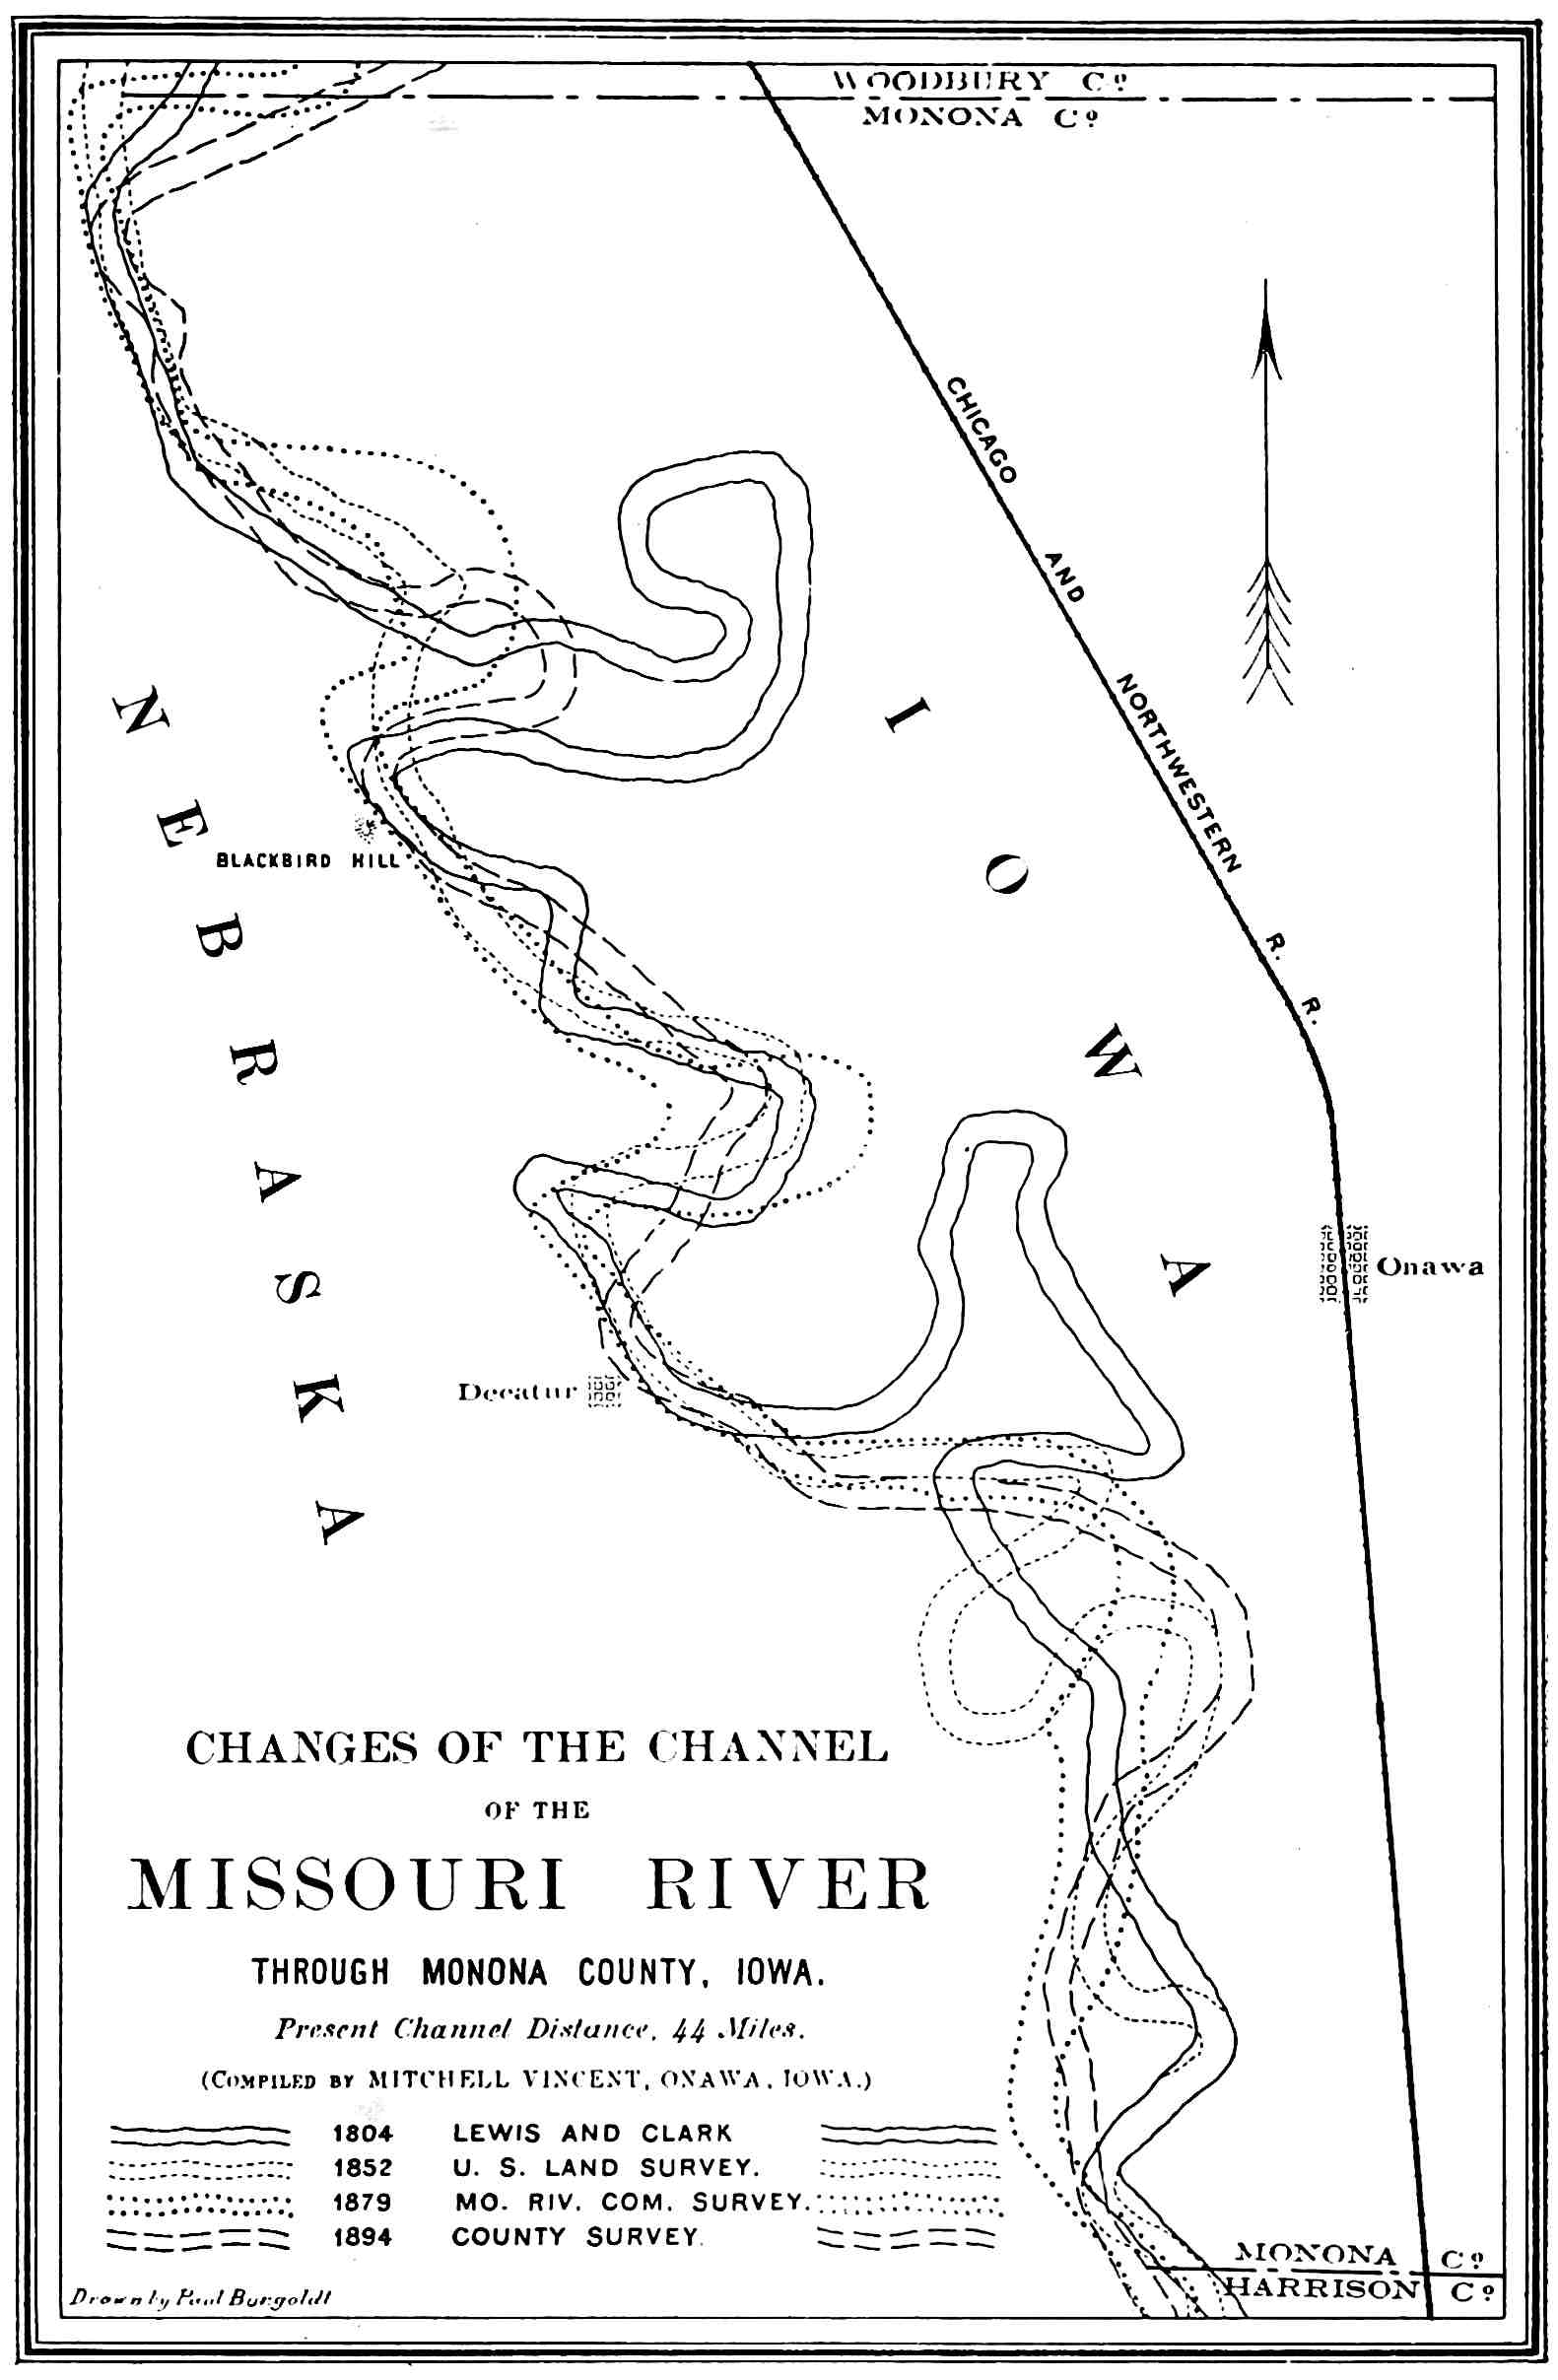 WOODBURY Co.
MONONA Co.
CHICAGO AND NORTHWESTERN R. R.
NEBRASKA
IOWA
BLACKBIRD HILL
Onawa
Decatur
CHANGES OF THE CHANNEL
OF THE
MISSOURI RIVER
THROUGH MONONA COUNTY, IOWA.
Present Channel Distance, 44 Miles.
(COMPILED BY MITCHELL VINCENT, ONAWA, IOWA.)
1804 LEWIS AND CLARK
1852 U. S. LAND SURVEY.
1879 MO. RIV. COM. SURVEY.
1894 COUNTY SURVEY.
MONONA Co.
HARRISON Co.
Drawn by Paul Burgoldt